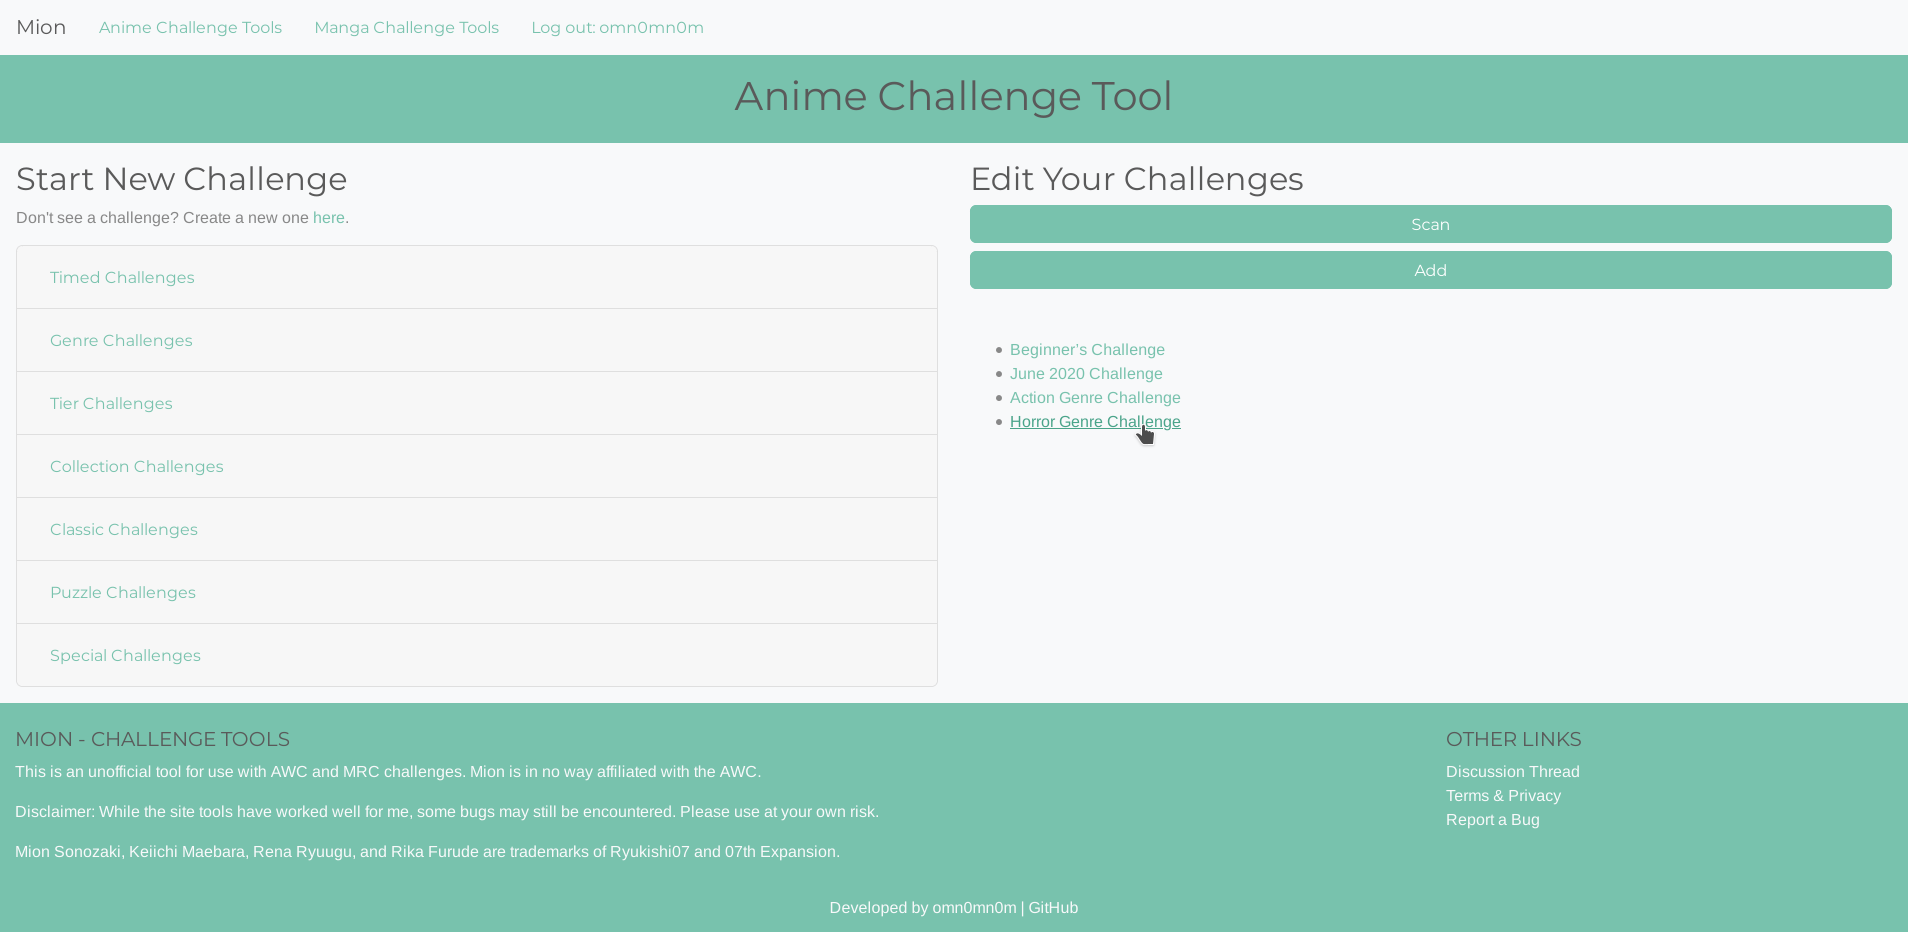 Mion Anime Challenge Tools Manga Challenge Tools Log out: omn0mn0m
Anime Challenge Tool
Start New Challenge
Don't see a challenge? Create a new one here.
Timed Challenges
Genre Challenges
Tier Challenges
Collection Challenges
Classic Challenges
Puzzle Challenges
Special Challenges
Edit Your Challenges
Scan
Add
Beginner's Challenge
June 2020 Challenge
Action Genre Challenge
Horror Genre Challenge
MION - CHALLENGE TOOLS
This is an unofficial tool for use with AWC and MRC challenges. Mion is in no way affiliated with the AWC.
Disclaimer: While the site tools have worked well for me, some bugs may still be encountered. Please use at your own risk.
Mion Sonozaki, Keiichi Maebara, Rena Ryuugu, and Rika Furude are trademarks of Ryukishi07 and 07th Expansion.
OTHER LINKS
Discussion Thread
Terms & Privacy
Report a Bug
Developed by omn0mn0m | GitHub